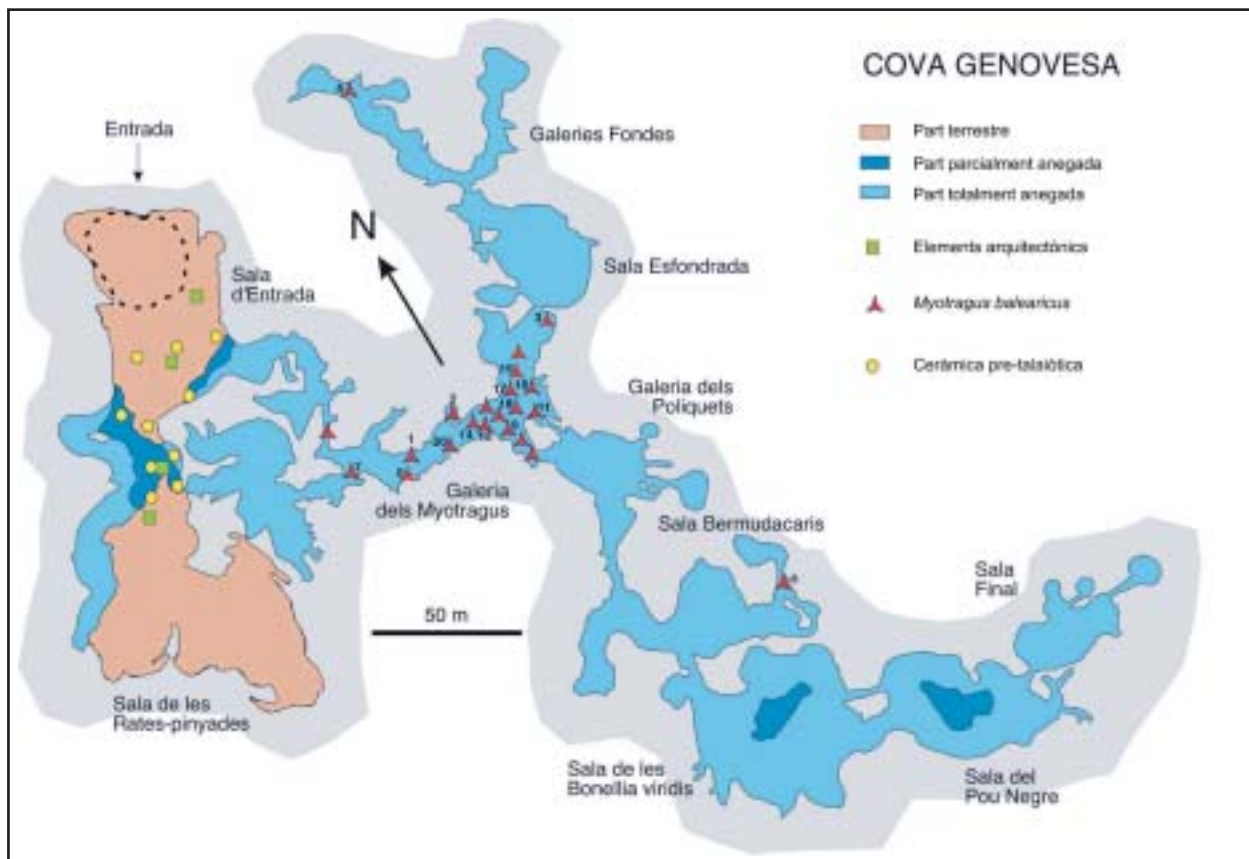 COVA GENOVESA
Part terrestre
Part parcialment anegada
Part totalment anegada
Elements arquitectònics
Myotragus balearicus
Ceràmica pre-talaiòtica
Entrada
Galeries Fondes
N
Sala
d'Entrada
Sala Esfondrada
Galeria dels
Poliquets
1
Galeria
dels Myotragus
Sala Bermudacaris
Sala
Final
50 m
Sala de les
Rates-pinyades
Sala de les
Bonellia viridis
Sala del
Pou Negre